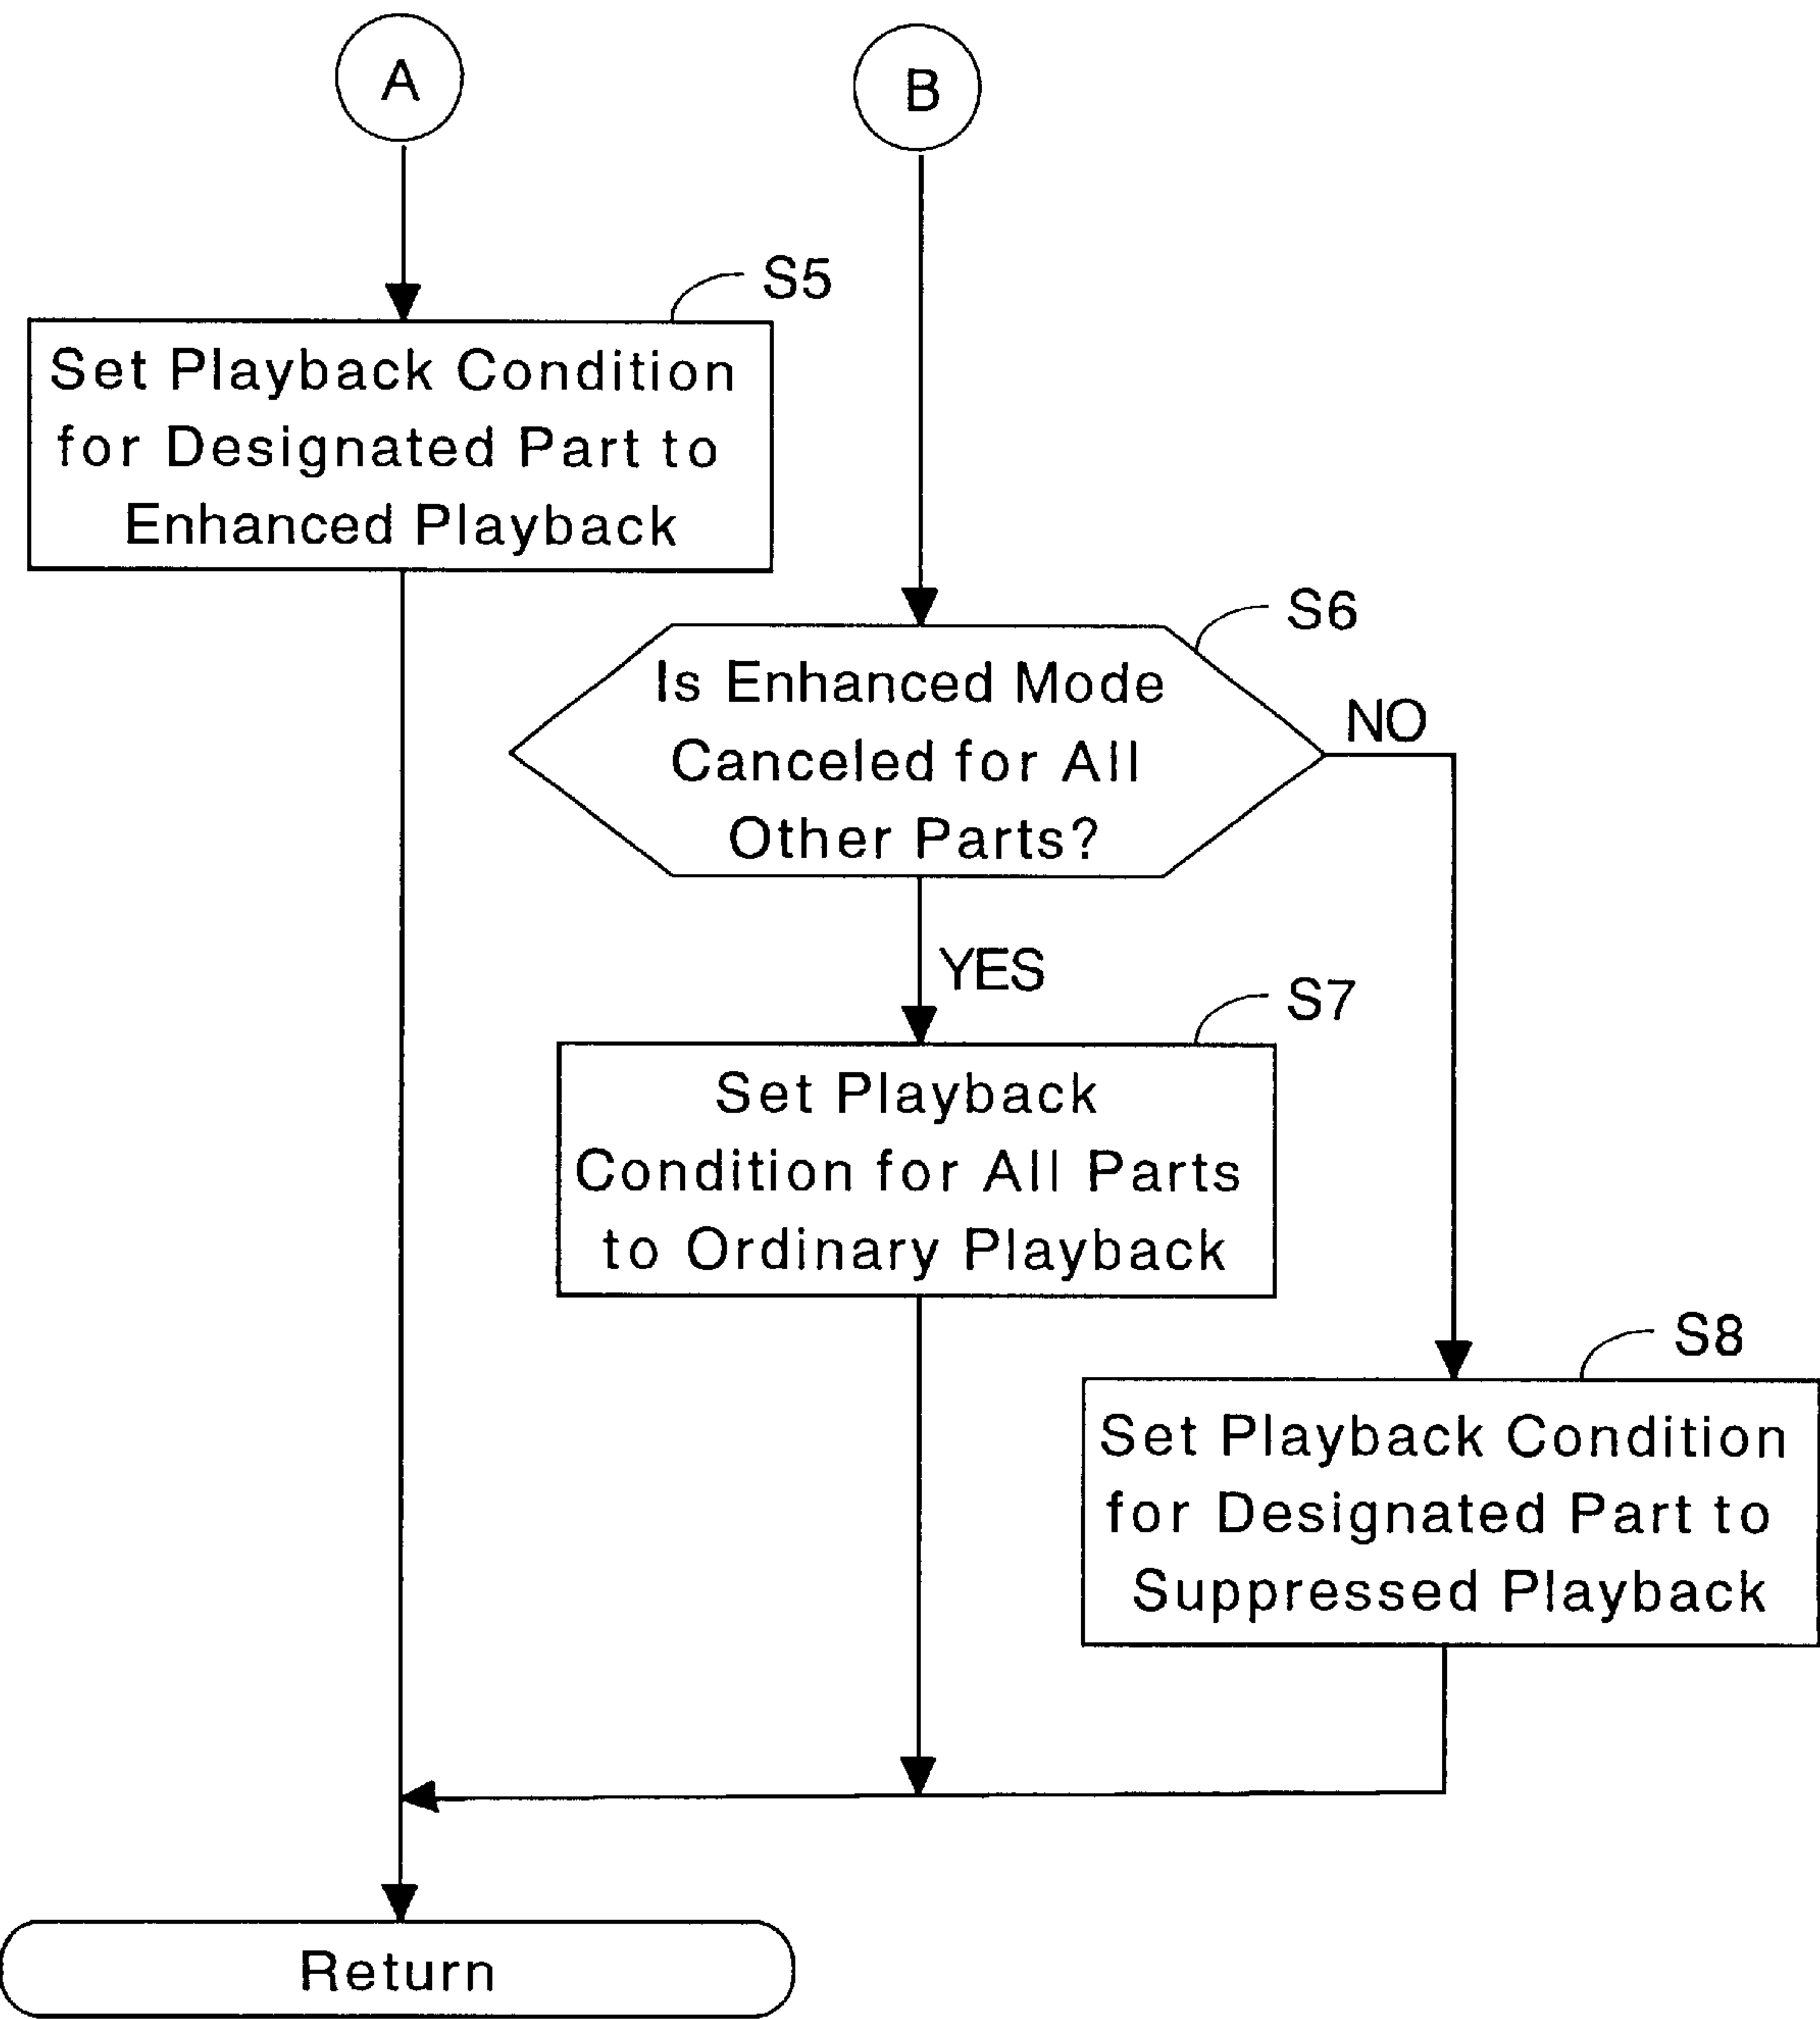 A
B
S5
Set Playback Condition
for Designated Part to
Enhanced Playback
S6
Is Enhanced Mode
Canceled for All
Other Parts?
NO
YES
S7
Set Playback
Condition for All Parts
to Ordinary Playback
S8
Set Playback Condition
for Designated Part to
Suppressed Playback
Return